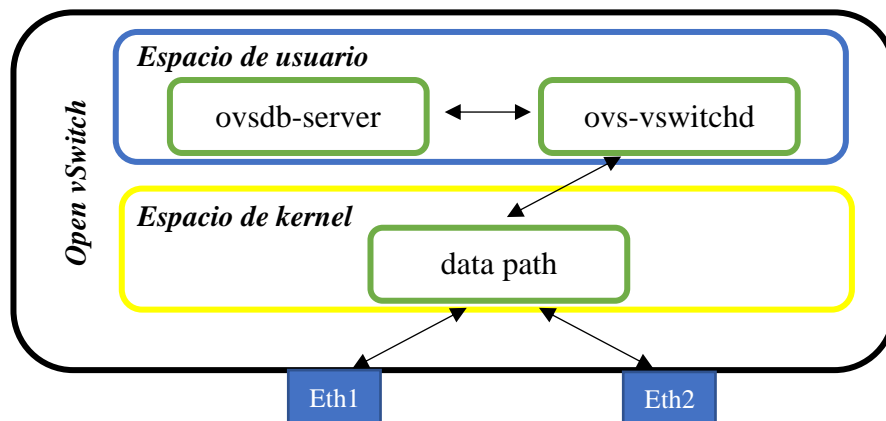 Open vSwitch
Espacio de usuario
ovsdb-server
ovs-vswitchd
Espacio de kernel
data path
Eth1
Eth2